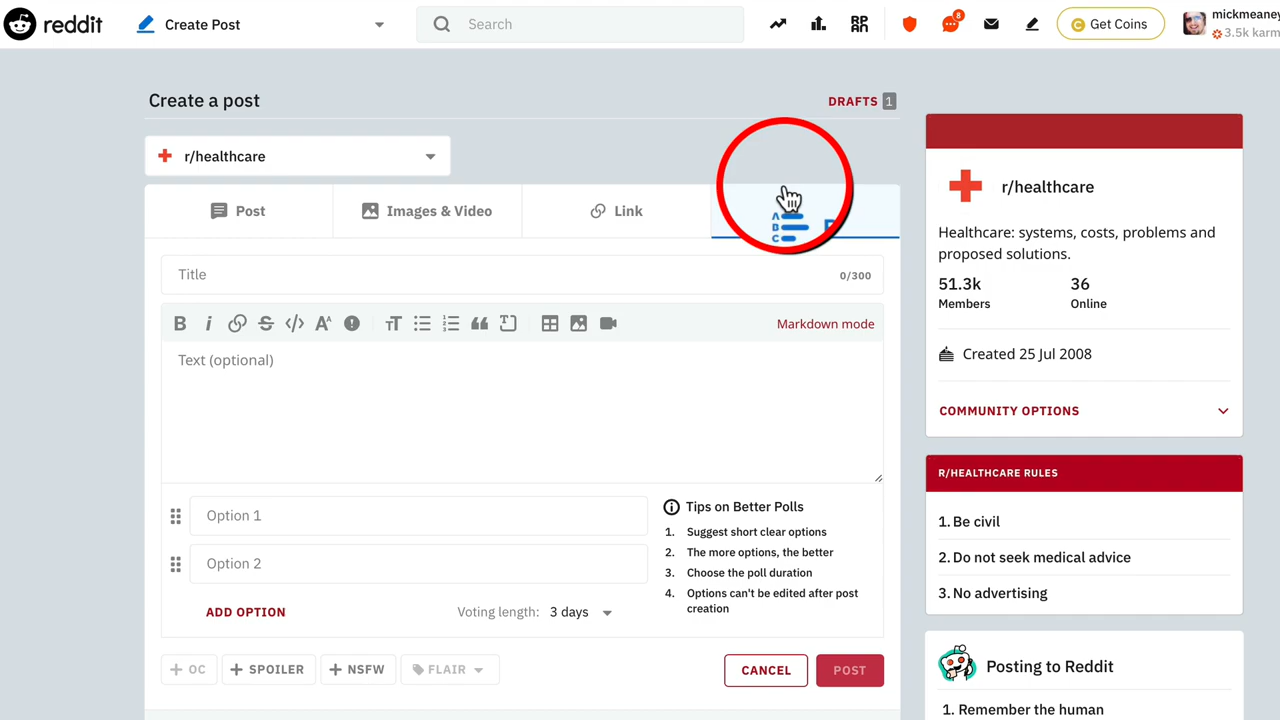 reddit
Create Post
Search
8
Get Coins
mickmeaney
3.5k karm
Create a post
DRAFTS 1
r/healthcare
Post
Images & Video
Link
A
B
C
Title
0/300
Markdown mode
Text (optional)
Option 1
Option 2
ADD OPTION
Voting length: 3 days
Tips on Better Polls
1. Suggest short clear options
2. The more options, the better
3. Choose the poll duration
4. Options can't be edited after post
creation
+ OC
+ SPOILER
+ NSFW
FLAIR
CANCEL
POST
r/healthcare
Healthcare: systems, costs, problems and
proposed solutions.
51.3k
Members
36
Online
Created 25 Jul 2008
COMMUNITY OPTIONS
R/HEALTHCARE RULES
1. Be civil
2. Do not seek medical advice
3. No advertising
Posting to Reddit
1. Remember the human